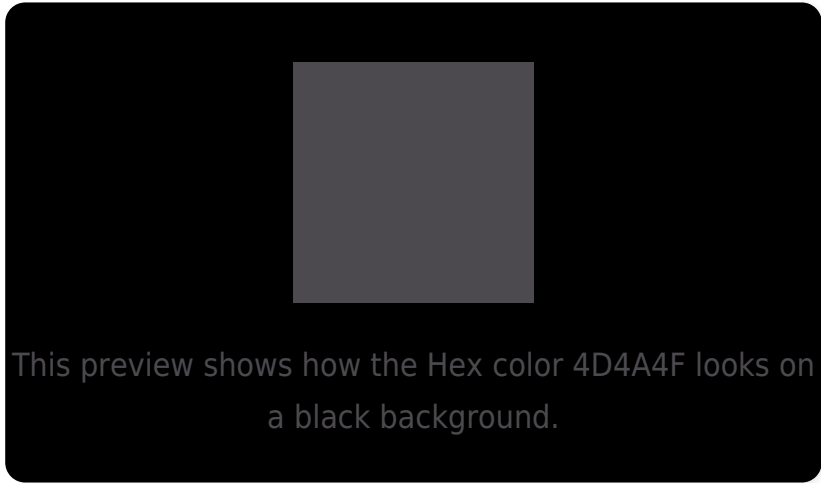 This preview shows how the Hex color 4D4A4F looks on
a black background.